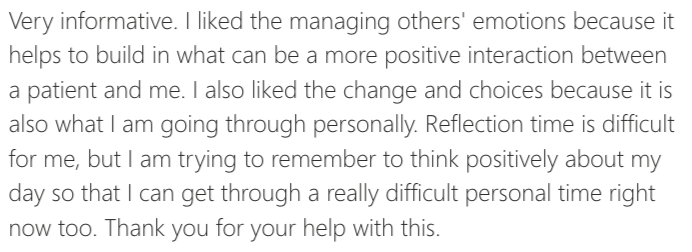 Very informative. I liked the managing others' emotions because it
helps to build in what can be a more positive interaction between
a patient and me. I also liked the change and choices because it is
also what I am going through personally. Reflection time is difficult
for me, but I am trying to remember to think positively about my
day so that I can get through a really difficult personal time right
now too. Thank you for your help with this.